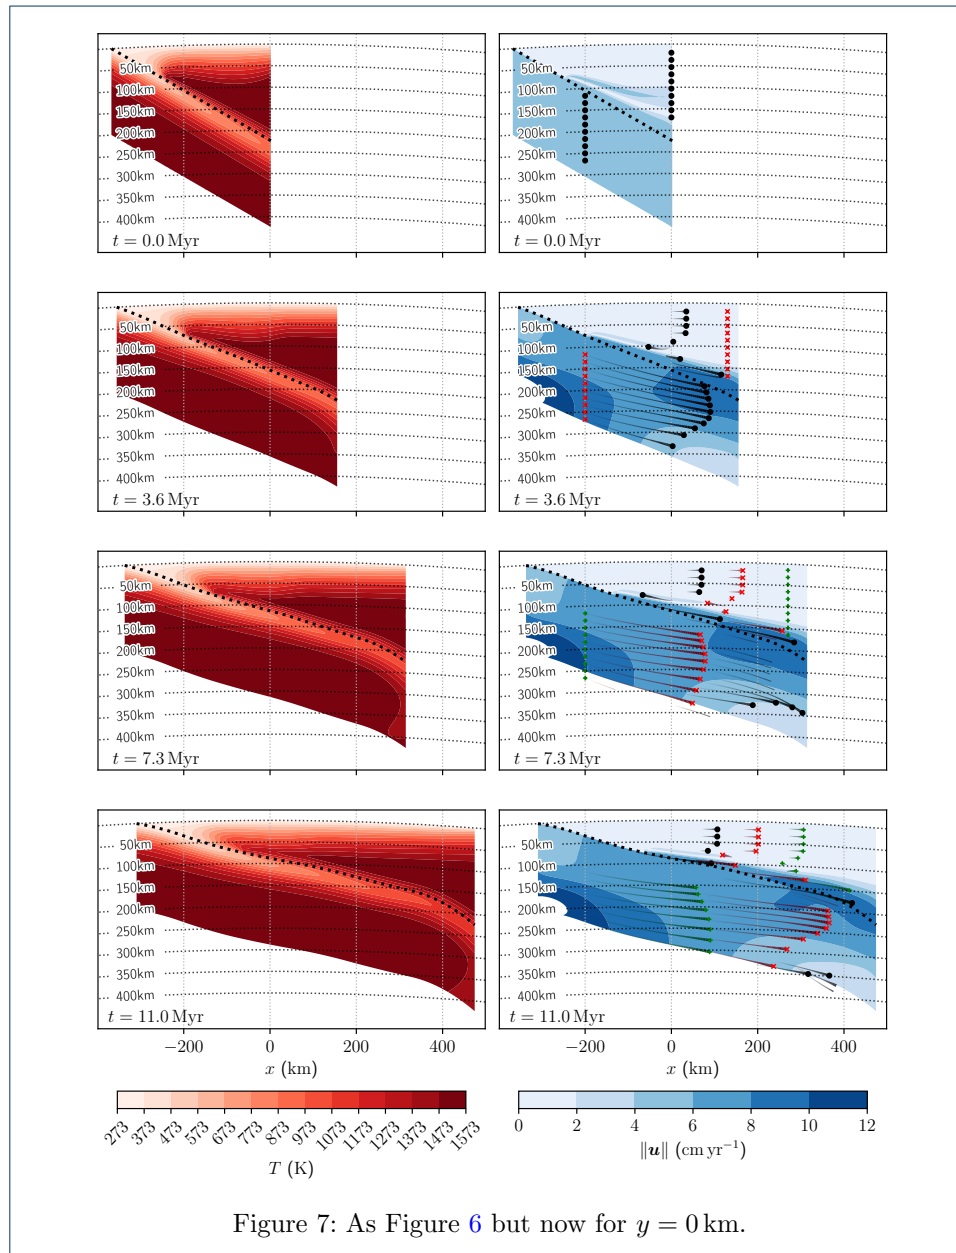 50km
100km
150km
200km
250km
300km
350km
400km
t = 0.0 Myr
50km
100km
150km
200km
250km
300km
350km
400km
t = 0.0 Myr
50km
100km
150km
200km
250km
300km
350km
400km
t = 3.6 Myr
50km
100km
150km
200km
250km
300km
350km
400km
t = 3.6 Myr
50km
100km
150km
200km
250km
300km
350km
400km
t = 7.3 Myr
50km
100km
150km
200km
250km
300km
350km
400km
t = 7.3 Myr
50km
100km
150km
200km
250km
300km
350km
400km
t = 11.0 Myr
−200 0 200 400
x (km)
50km
100km
150km
200km
250km
300km
350km
400km
t = 11.0 Myr
−200 0 200 400
x (km)
273 373 473 573 673 773 873 973 1073 1173 1273 1373 1473 1573
T (K)
0 2 4 6 8 10 12
‖u‖ (cm yr⁻¹)
Figure 7: As Figure 6 but now for y = 0 km.